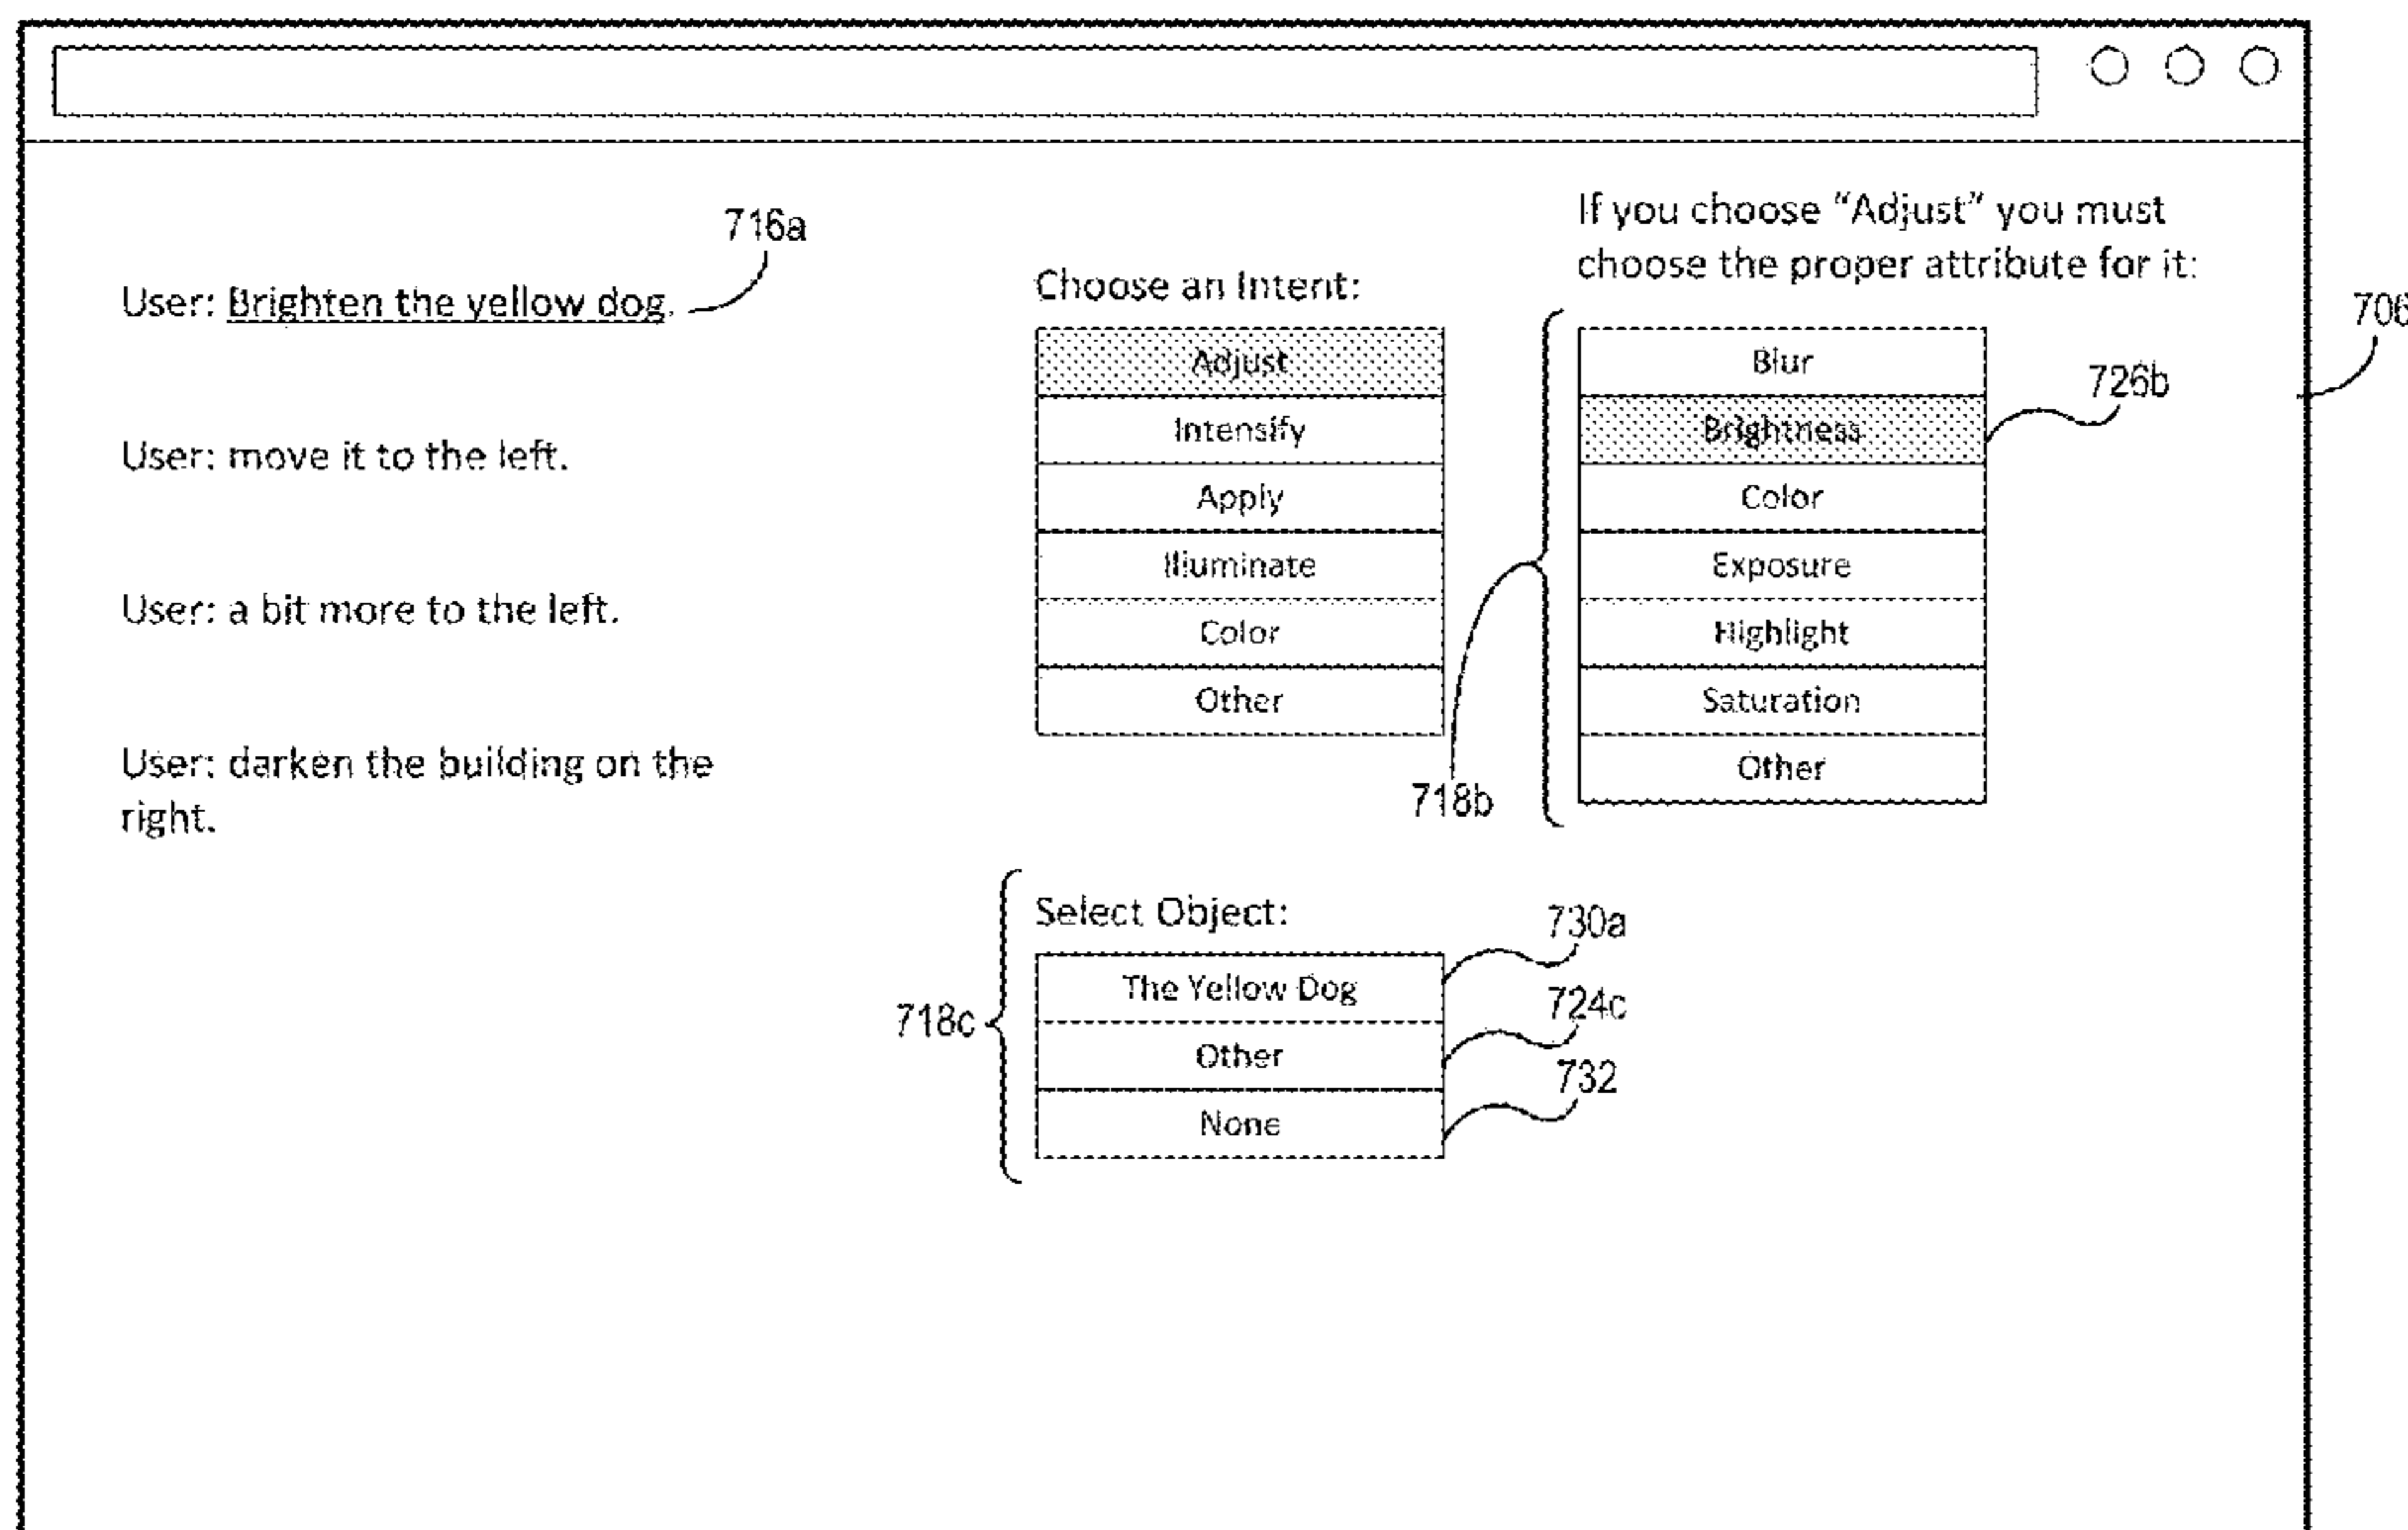 716a
User: Brighten the yellow dog.
User: move it to the left.
User: a bit more to the left.
User: darken the building on the
right.
Choose an Intent:
Adjust
Intensify
Apply
Illuminate
Color
Other
If you choose “Adjust” you must
choose the proper attribute for it:
Blur
Brightness
Color
Exposure
Highlight
Saturation
Other
706
726b
718b
718c
Select Object:
The Yellow Dog
Other
None
730a
724c
732